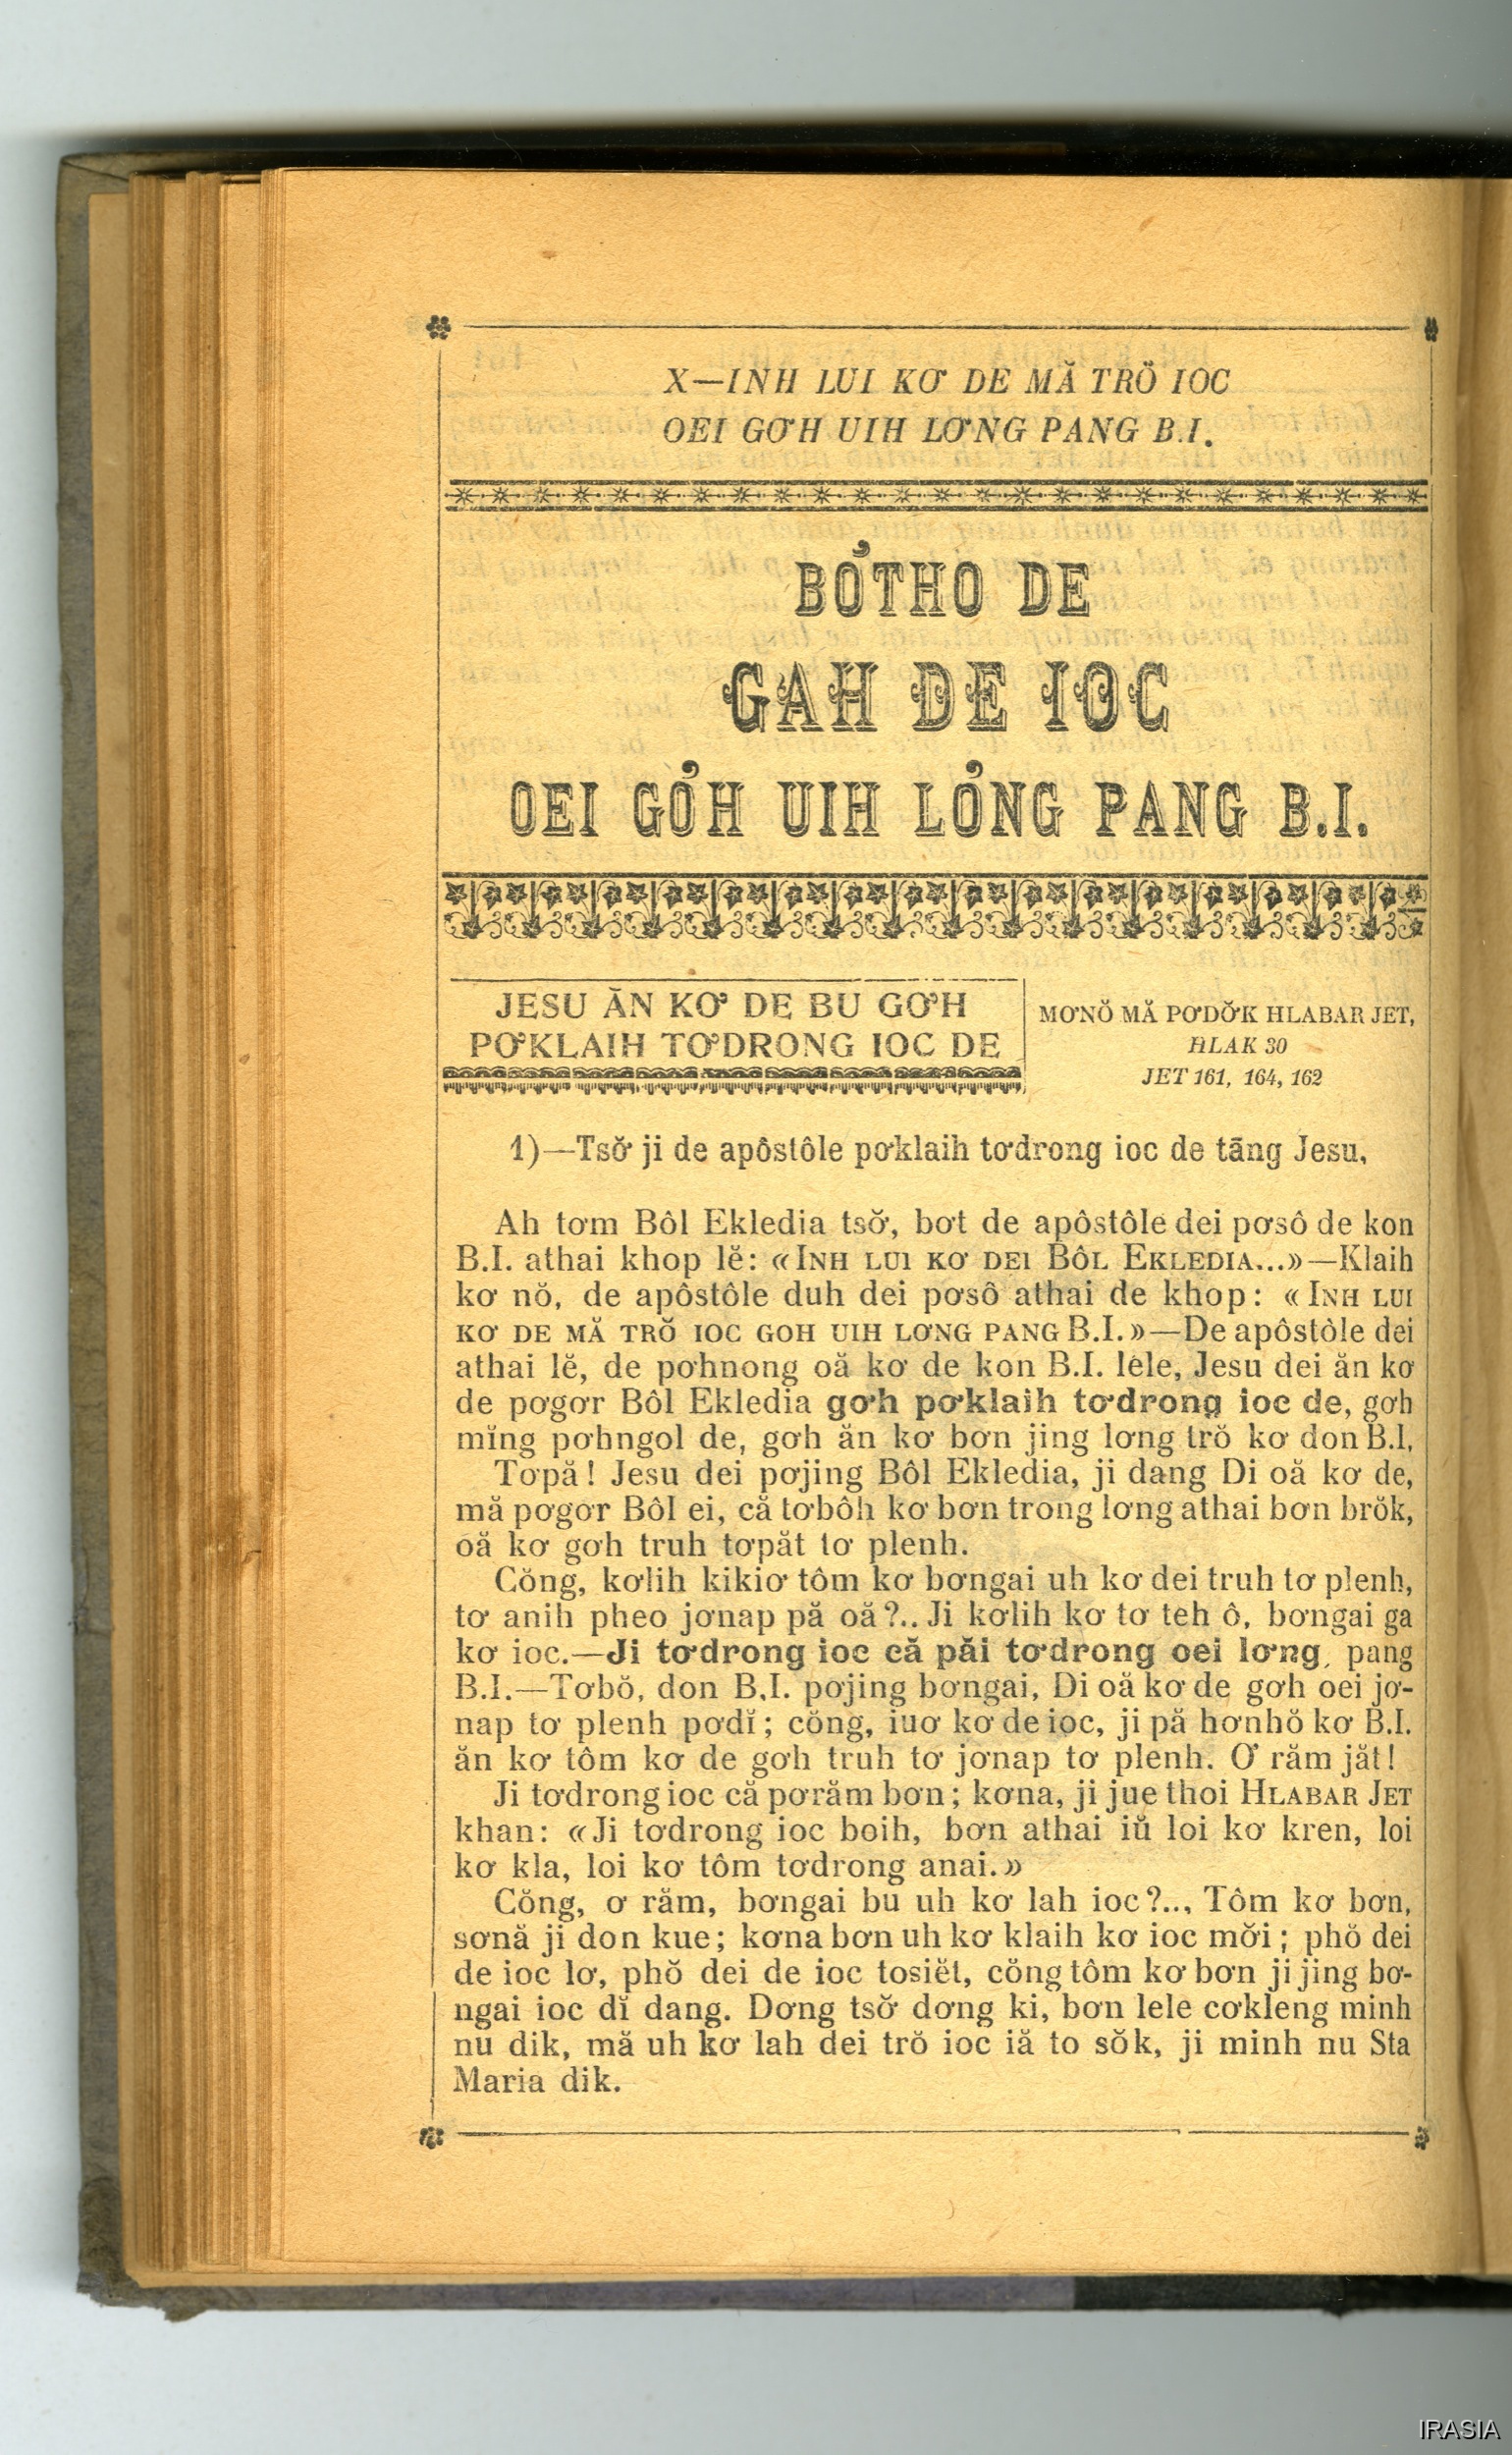 X—INH LUI KƠ DE MĂ TRŎ IOC
OEI GƠH UIH LƠNG PANG B.I.
BƠTHO DE
GAH DE IOC
OEI GƠH UIH LƠNG PANG B.I.
JESU ĂN KƠ DE BU GƠH
PƠKLAIH TƠDRONG IOC DE
MƠNŎ MĂ PƠDƠ̆K HLABAR JET,
HLAK 30
JET 161, 164, 162
1)—Tsơ̆ ji de apôstôle pơklaih tơdrong ioc de tăng Jesu,
Ah tơm Bôl Ekledia tsơ̆, bơt de apôstôle dei pơsô de kon
B.I. athai khop lĕ: «INH LUI KƠ DEI BÔL EKLEDIA...»—Klaih
kơ nŏ, de apôstôle duh dei pơsô athai de khop: «INH LUI
KƠ DE MĂ TRŎ IOC GOH UIH LƠNG PANG B.I.»—De apôstôle dei
athai lĕ, de pơhnong oă kơ de kon B.I. lele, Jesu dei ăn kơ
de pơgơr Bôl Ekledia gơh pơklaih tơdrong ioc de, gơh
mĭng pơhngol de, gơh ăn kơ bơn jing lơng trŏ kơ don B.I,
Tơpă! Jesu dei pơjing Bôl Ekledia, ji dang Di oă kơ de,
mă pơgơr Bôl ei, că tơbôh kơ bơn trong lơng athai bơn brŏk,
oă kơ gơh truh tơpăt tơ plenh.
Cŏng, kơlih kikiơ tôm kơ bơngai uh kơ dei truh tơ plenh,
tơ anih pheo jơnap pă oă?.. Ji kơlih kơ tơ teh ô, bơngai ga
kơ ioc.—Ji tơdrong ioc că păi tơdrong oei lơng, pang
B.I.—Tơbŏ, don B.I. pơjing bơngai, Di oă kơ de gơh oei jơ-
nap tơ plenh pơdĭ; cŏng, iuơ kơ de ioc, ji pă hơnhŏ kơ B.I.
ăn kơ tôm kơ de gơh truh tơ jơnap tơ plenh. Ơ răm jăt!
Ji tơdrong ioc că pơrăm bơn; kơna, ji jue thoi HLABAR JET
khan: «Ji tơdrong ioc boih, bơn athai iŭ loi kơ kren, loi
kơ kla, loi kơ tôm tơdrong anai.»
Cŏng, ơ răm, bơngai bu uh kơ lah ioc?.., Tôm kơ bơn,
sơnă ji don kue; kơna bơn uh kơ klaih kơ ioc mơ̆i; phŏ dei
de ioc lơ, phŏ dei de ioc tosiĕt, cŏng tôm kơ bơn ji jing bơ-
ngai ioc dĭ dang. Dơng tsơ̆ dơng ki, bơn lele cơkleng minh
nu dik, mă uh kơ lah dei trŏ ioc iă to sŏk, ji minh nu Sta
Maria dik.
IRASIA